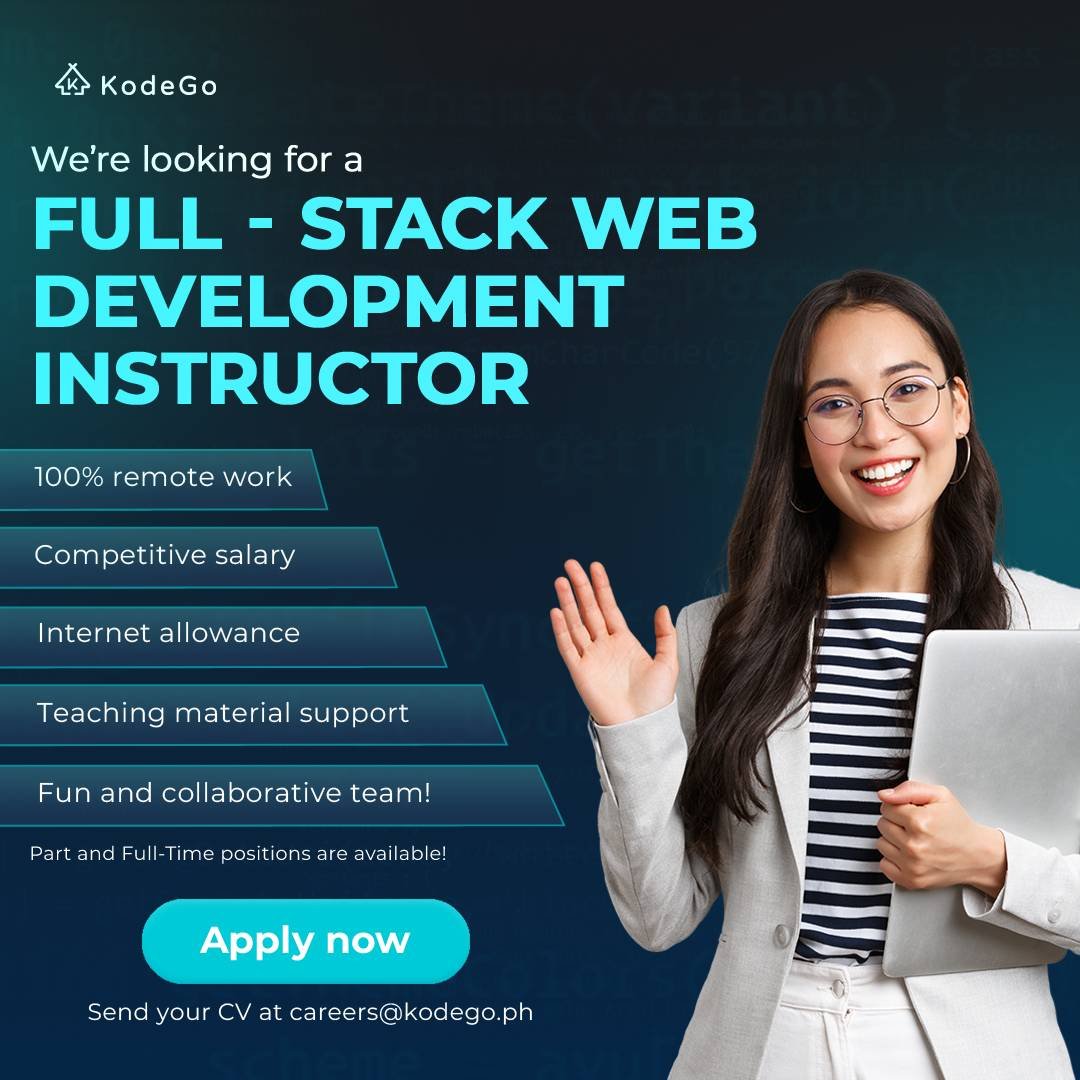 KodeGo
We're looking for a
FULL - STACK WEB
DEVELOPMENT
INSTRUCTOR
100% remote work
Competitive salary
Internet allowance
Teaching material support
Fun and collaborative team!
Part and Full-Time positions are available!
Apply now
Send your CV at careers@kodego.ph